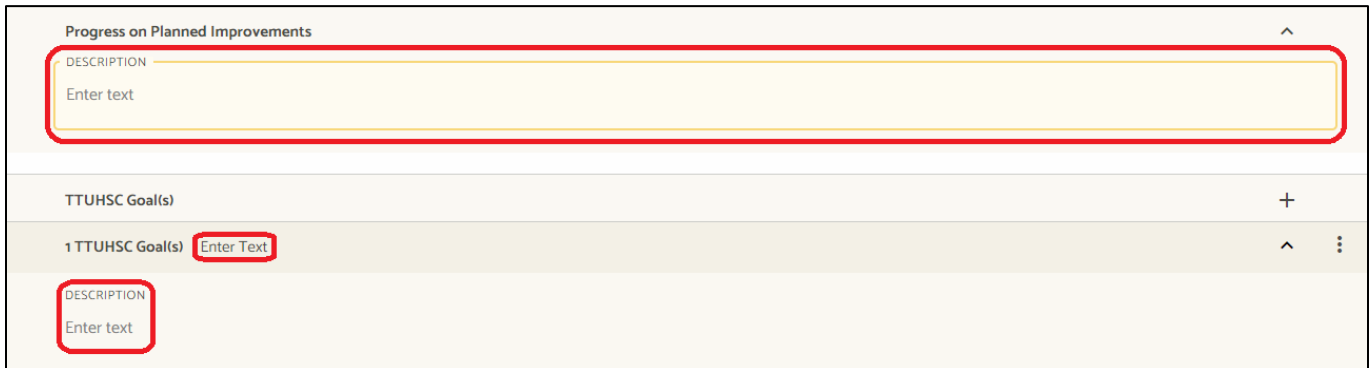 Progress on Planned Improvements
DESCRIPTION
Enter text
TTUHSC Goal(s)
1 TTUHSC Goal(s) Enter Text
DESCRIPTION
Enter text